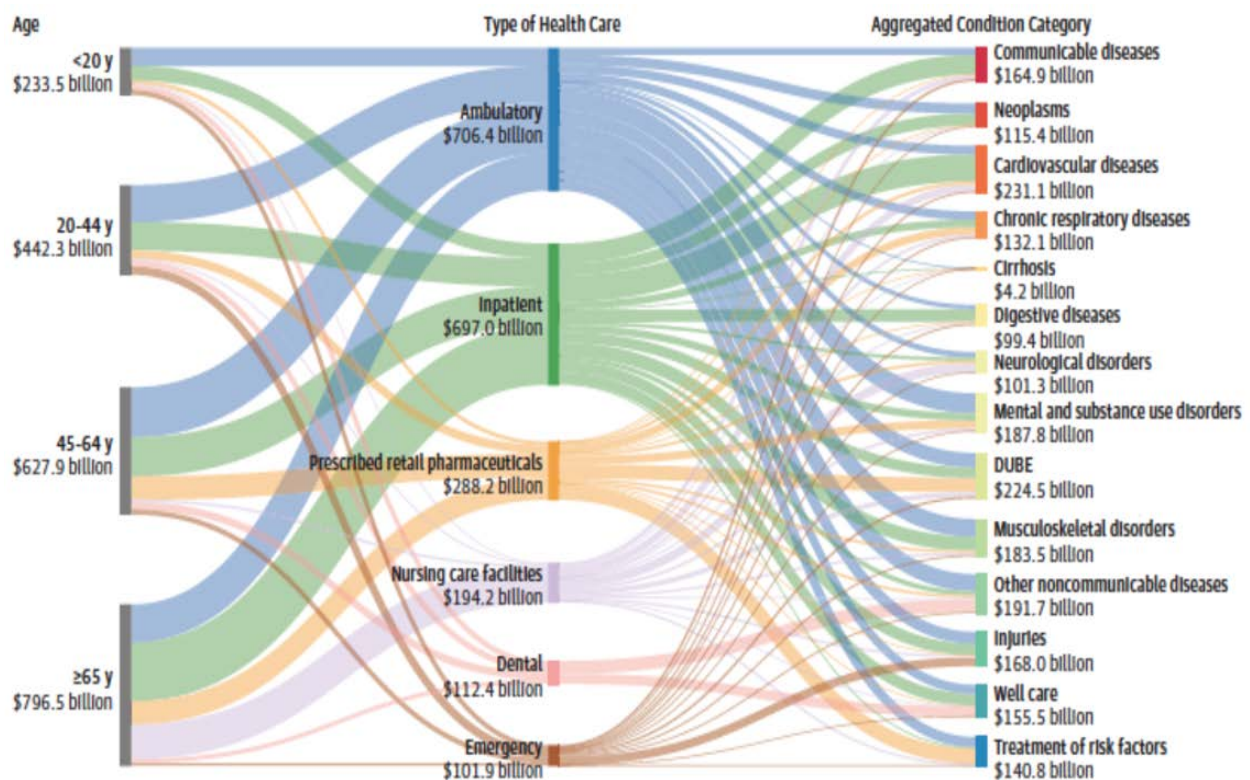 Age
Type of Health Care
Aggregated Condition Category
<20 y
$233.5 billion
20-44 y
$442.3 billion
45-64 y
$627.9 billion
≥65 y
$796.5 billion
Ambulatory
$706.4 billion
Inpatient
$697.0 billion
Prescribed retail pharmaceuticals
$288.2 billion
Nursing care facilities
$194.2 billion
Dental
$112.4 billion
Emergency
$101.9 billion
Communicable diseases
$164.9 billion
Neoplasms
$115.4 billion
Cardiovascular diseases
$231.1 billion
Chronic respiratory diseases
$132.1 billion
Cirrhosis
$4.2 billion
Digestive diseases
$99.4 billion
Neurological disorders
$101.3 billion
Mental and substance use disorders
$187.8 billion
DUBE
$224.5 billion
Musculoskeletal disorders
$183.5 billion
Other noncommunicable diseases
$191.7 billion
Injuries
$168.0 billion
Well care
$155.5 billion
Treatment of risk factors
$140.8 billion